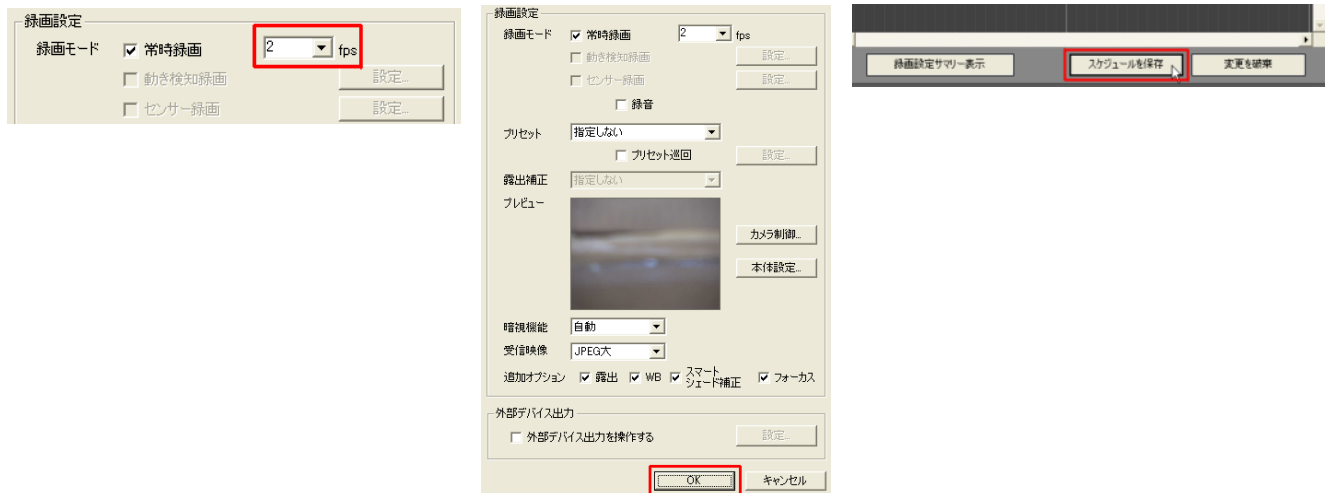 録画設定
録画モード 常時録画 2 fps
動き検知録画 設定...
センサー録画 設定...
録画設定
録画モード 常時録画 2 fps
動き検知録画 設定...
センサー録画 設定...
録音
プリセット 指定しない
プリセット巡回 設定...
露出補正 指定しない
プレビュー
カメラ制御...
本体設定...
暗視機能 自動
受信映像 JPEG大
追加オプション 露出 WB スマート
シェード補正 フォーカス
外部デバイス出力
外部デバイス出力を操作する 設定...
OK キャンセル
録画設定サマリー表示 スケジュールを保存 変更を破棄